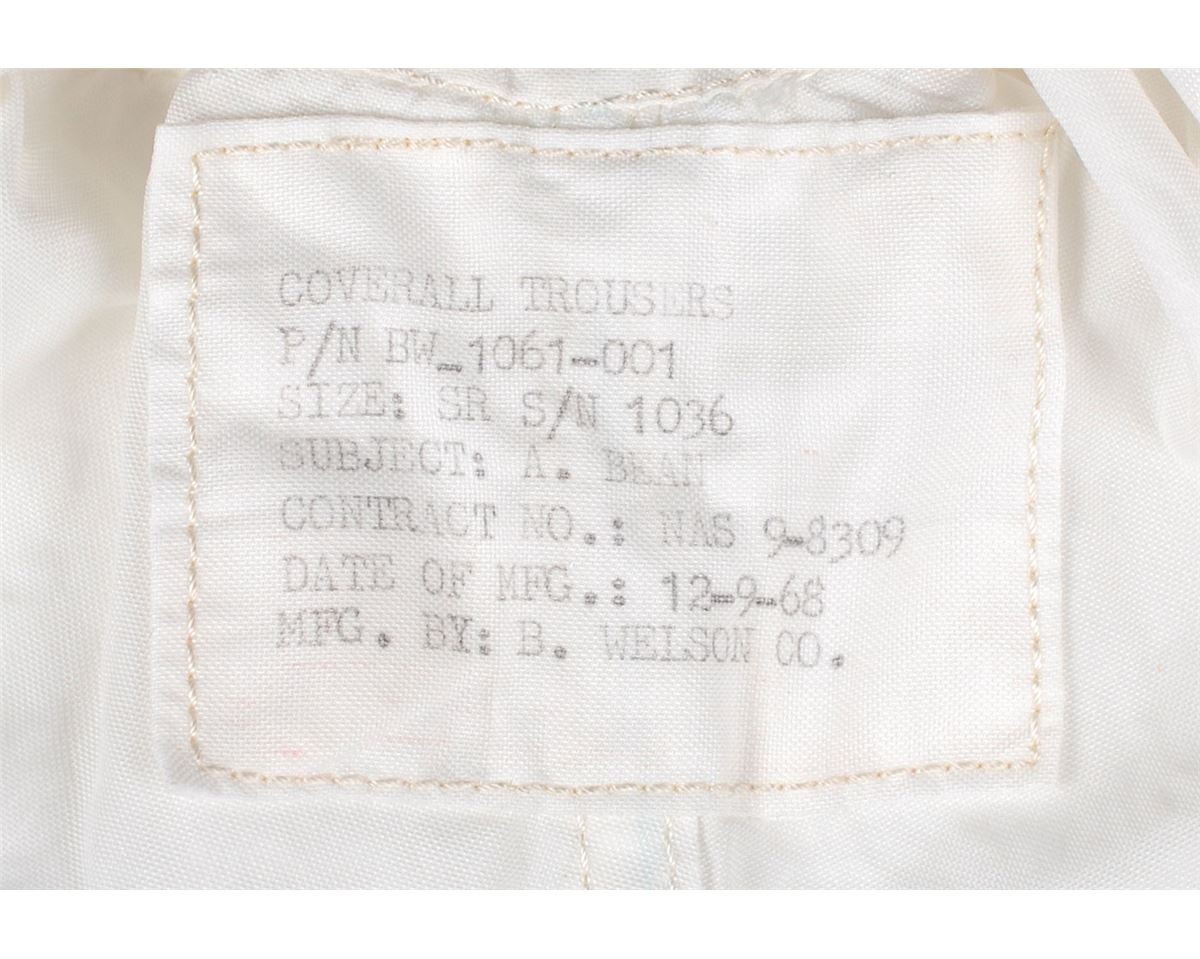 COVERALL TROUSERS
P/N BW-1061-001
SIZE: SR S/N 1036
SUBJECT: A. BEAN
CONTRACT NO.: NAS 9-8309
DATE OF MFG.: 12-9-68
MFG. BY: B. WELSON CO.